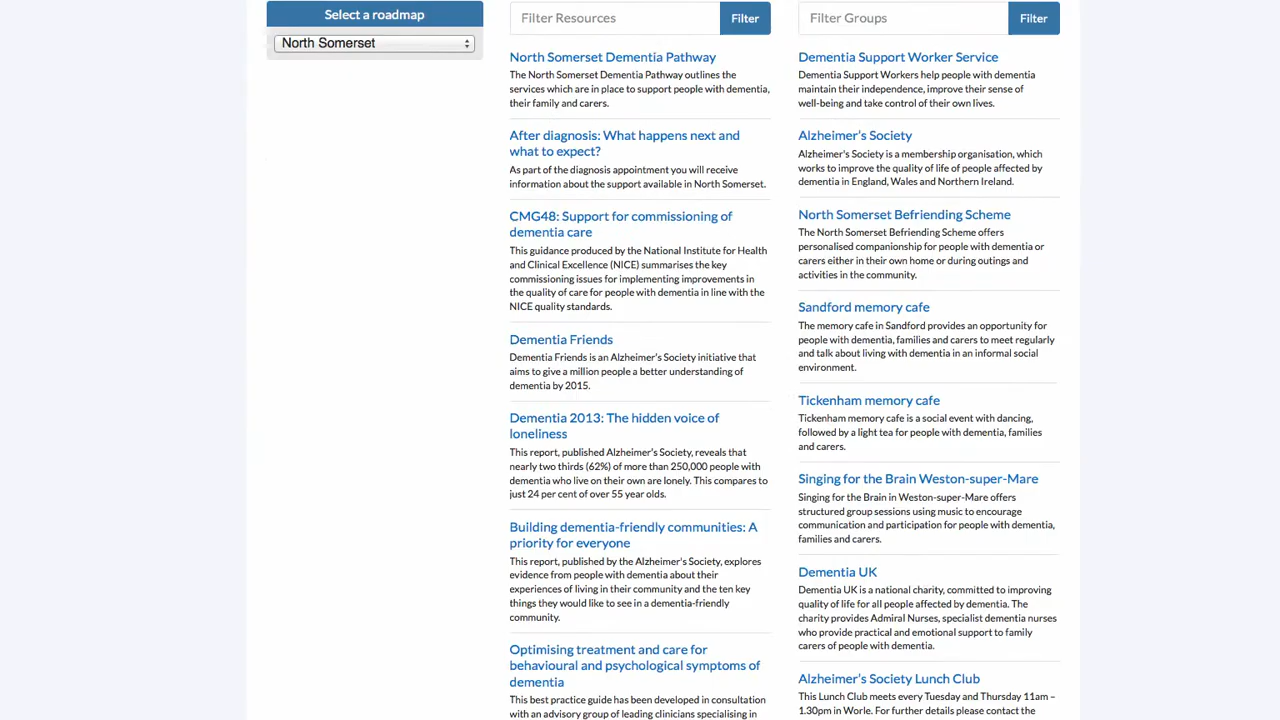 Select a roadmap
North Somerset
Filter Resources
Filter
North Somerset Dementia Pathway
The North Somerset Dementia Pathway outlines the
services which are in place to support people with dementia,
their family and carers.
After diagnosis: What happens next and
what to expect?
As part of the diagnosis appointment you will receive
information about the support available in North Somerset.
CMG48: Support for commissioning of
dementia care
This guidance produced by the National Institute for Health
and Clinical Excellence (NICE) summarises the key
commissioning issues for implementing improvements in
the quality of care for people with dementia in line with the
NICE quality standards.
Dementia Friends
Dementia Friends is an Alzheimer's Society initiative that
aims to give a million people a better understanding of
dementia by 2015.
Dementia 2013: The hidden voice of
loneliness
This report, published Alzheimer's Society, reveals that
nearly two thirds (62%) of more than 250,000 people with
dementia who live on their own are lonely. This compares to
just 24 per cent of over 55 year olds.
Building dementia-friendly communities: A
priority for everyone
This report, published by the Alzheimer's Society, explores
evidence from people with dementia about their
experiences of living in their community and the ten key
things they would like to see in a dementia-friendly
community.
Optimising treatment and care for
behavioural and psychological symptoms of
dementia
This best practice guide has been developed in consultation
with an advisory group of leading clinicians specialising in
Filter Groups
Filter
Dementia Support Worker Service
Dementia Support Workers help people with dementia
maintain their independence, improve their sense of
well-being and take control of their own lives.
Alzheimer's Society
Alzheimer's Society is a membership organisation, which
works to improve the quality of life of people affected by
dementia in England, Wales and Northern Ireland.
North Somerset Befriending Scheme
The North Somerset Befriending Scheme offers
personalised companionship for people with dementia or
carers either in their own home or during outings and
activities in the community.
Sandford memory cafe
The memory cafe in Sandford provides an opportunity for
people with dementia, families and carers to meet regularly
and talk about living with dementia in an informal social
environment.
Tickenham memory cafe
Tickenham memory cafe is a social event with dancing,
followed by a light tea for people with dementia, families
and carers.
Singing for the Brain Weston-super-Mare
Singing for the Brain in Weston-super-Mare offers
structured group sessions using music to encourage
communication and participation for people with dementia,
families and carers.
Dementia UK
Dementia UK is a national charity, committed to improving
quality of life for all people affected by dementia. The
charity provides Admiral Nurses, specialist dementia nurses
who provide practical and emotional support to family
carers of people with dementia.
Alzheimer's Society Lunch Club
This Lunch Club meets every Tuesday and Thursday 11am –
1.30pm in Worle. For further details please contact the